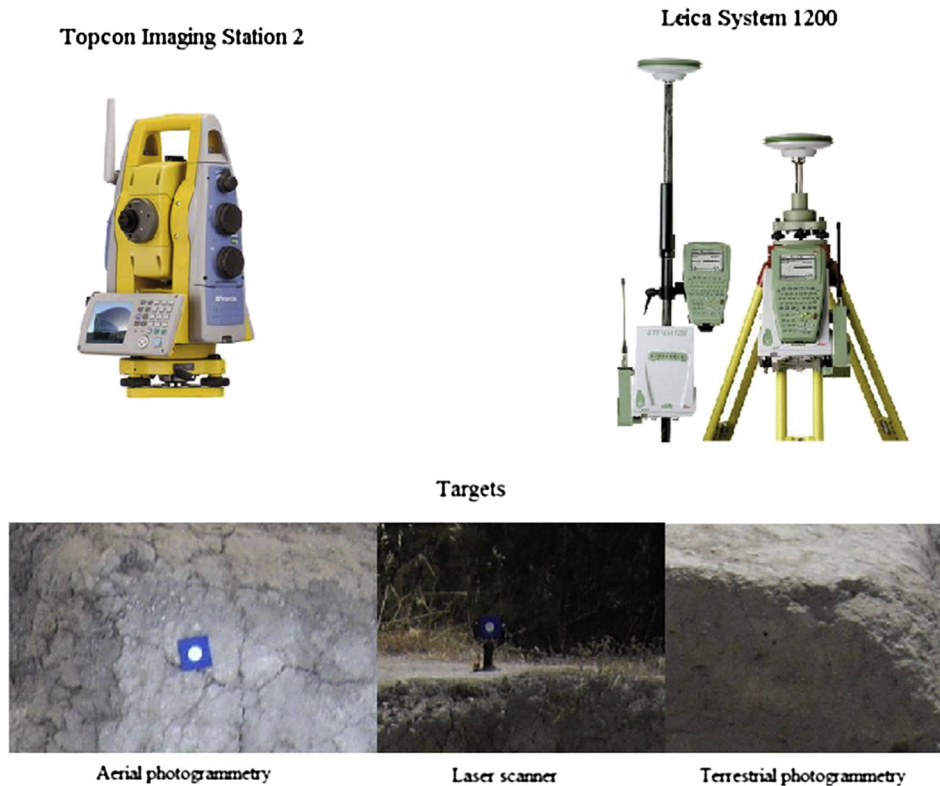 Topcon Imaging Station 2
Leica System 1200
Targets
Aerial photogrammetry
Laser scanner
Terrestrial photogrammetry